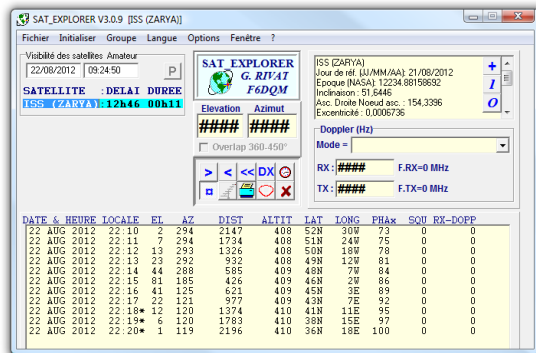 SAT_EXPLORER V3.0.9 [ISS (ZARYA)]
Fichier Initialiser Groupe Langue Options Fenêtre ?
Visibilité des satellites Amateur
22/08/2012 09:24:50 P
SATELLITE :DELAI DUREE
ISS (ZARYA):12h46 00h11
SAT_EXPLORER
G. RIVAT
F6DQM
Elevation Azimut
#### ####
Overlap 360-450°
> < << DX
ISS (ZARYA)
Jour de réf. (JJ/MM/AA): 21/08/2012
Epoque (NASA): 12234.88158692
Inclinaison : 51,6446
Asc. Droite Noeud asc. : 154,3396
Excentricité : 0,0006736
+
I
O
Doppler (Hz)
Mode =
RX : #### F.RX=0 MHz
TX : #### F.TX=0 MHz
DATE & HEURE LOCALE EL AZ DIST ALTIT LAT LONG PHAx SQU RX-DOPP
22 AUG 2012 22:10 2 294 2147 408 52N 30W 73 0 0
22 AUG 2012 22:11 7 294 1734 408 51N 24W 75 0 0
22 AUG 2012 22:12 13 293 1326 408 50N 18W 78 0 0
22 AUG 2012 22:13 23 292 932 408 49N 12W 81 0 0
22 AUG 2012 22:14 44 288 585 409 48N 7W 84 0 0
22 AUG 2012 22:15 81 185 426 409 46N 2W 86 0 0
22 AUG 2012 22:16 41 125 621 409 45N 3E 89 0 0
22 AUG 2012 22:17 22 121 977 409 43N 7E 92 0 0
22 AUG 2012 22:18* 12 120 1374 410 41N 11E 95 0 0
22 AUG 2012 22:19* 6 120 1783 410 38N 15E 97 0 0
22 AUG 2012 22:20* 1 119 2196 410 36N 18E 100 0 0